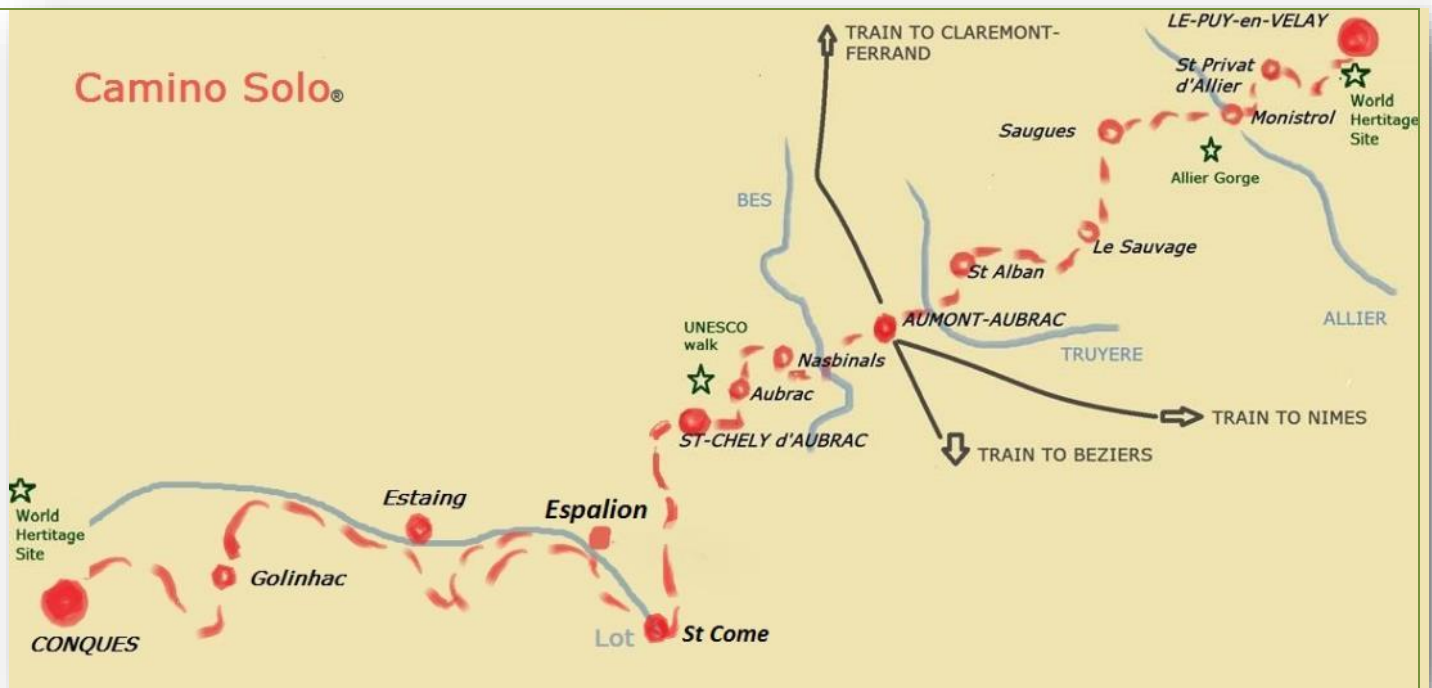 LE-PUY-en-VELAY
TRAIN TO CLAREMONT-
FERRAND
Camino Solo®
St Privat
d'Allier
World
Hertitage
Site
Monistrol
Saugues
Allier Gorge
BES
Le Sauvage
St Alban
AUMONT-AUBRAC
ALLIER
UNESCO
walk
TRUYERE
Nasbinals
Aubrac
TRAIN TO NIMES
ST-CHELY d'AUBRAC
TRAIN TO BEZIERS
Estaing
Espalion
World
Hertitage
Site
Golinhac
CONQUES
Lot
St Come